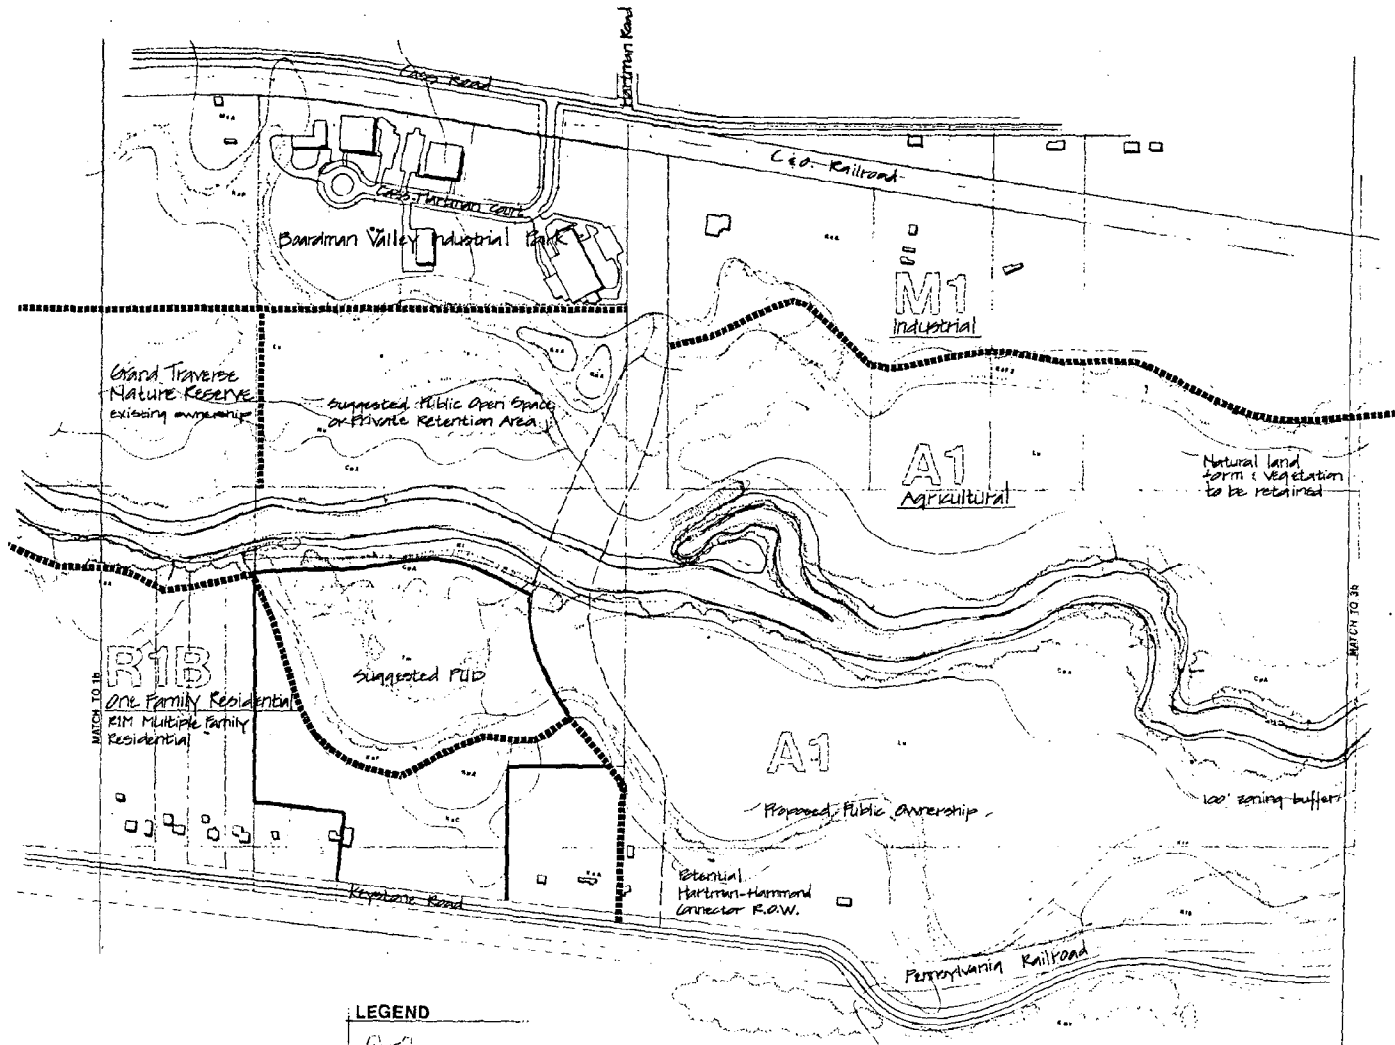 Hartman Road
Cass Road
C & O. Railroad
Cass-Hartman Court
Boardman Valley Industrial Park
M1
Industrial
Grand Traverse
Nature Reserve
existing ownership
Suggested Public Open Space
or Private Retention Area
A1
Agricultural
Natural land
form & vegetation
to be retained
MATCH TO 3b
MATCH TO 1b
R1B
One Family Residential
R1M Multiple Family
Residential
Suggested PUD
A1
Proposed Public Ownership
100' zoning buffer
Potential
Hartman-Hammond
Connector R.O.W.
Keystone Road
Pennsylvania Railroad
LEGEND